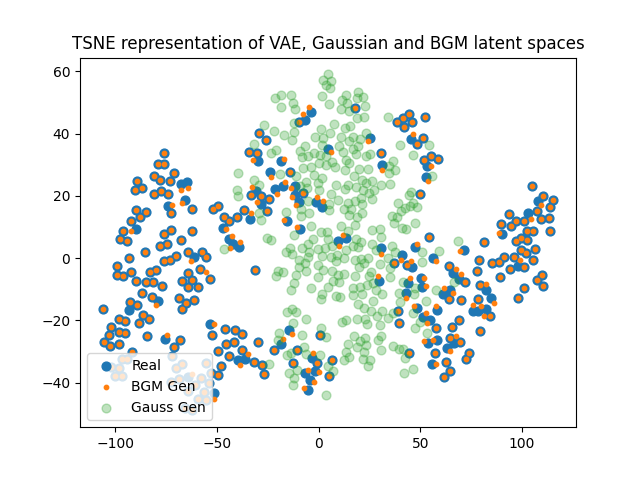 TSNE representation of VAE, Gaussian and BGM latent spaces
60
40
20
0
−20
−40
Real
BGM Gen
Gauss Gen
−100
−50
0
50
100